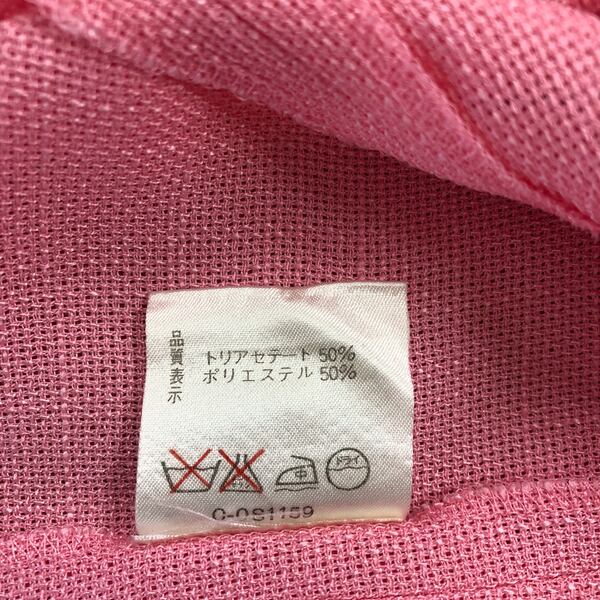 品質表示
トリアセテート 50%
ポリエステル 50%
中 ドライ
0-0S1159